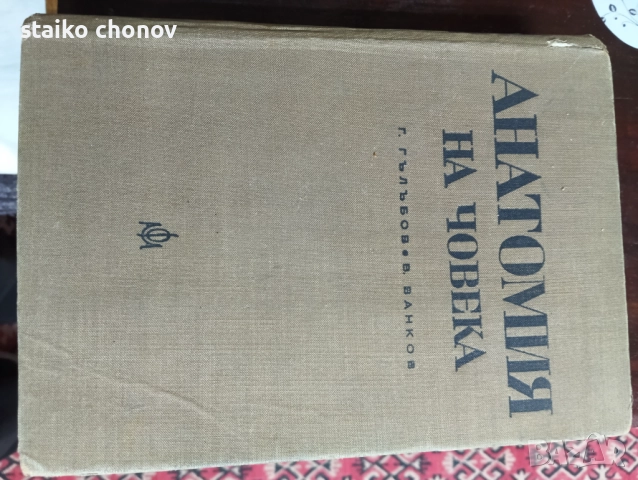 staiko chonov
АНАТОМИЯ
НА ЧОВЕКА
Г. ГЪЛЪБОВ • В. ВАНКОВ